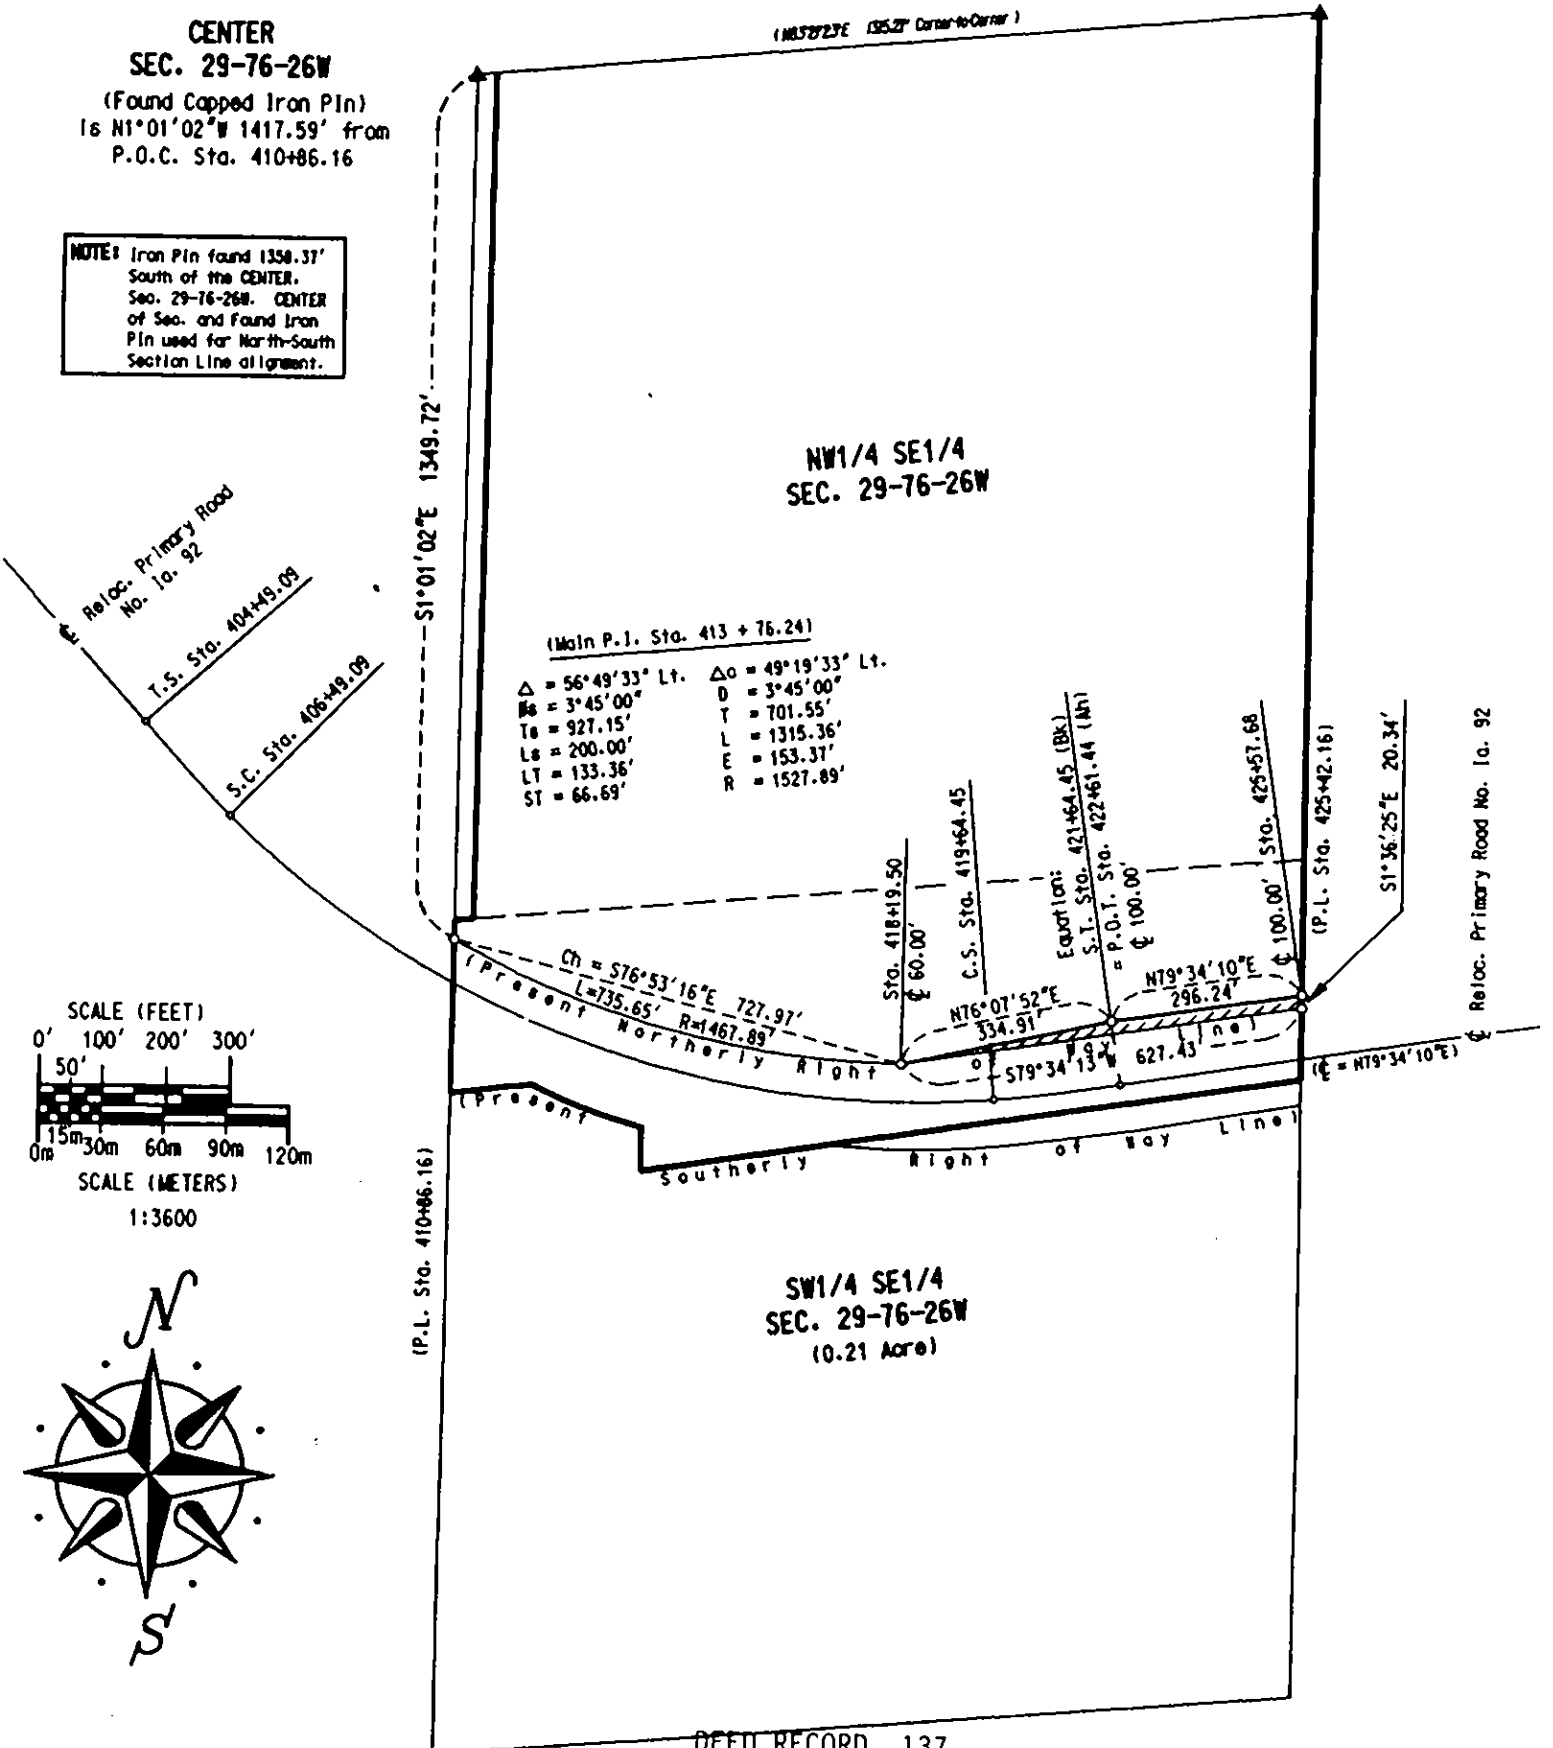 CENTER
SEC. 29-76-26W
(Found Capped Iron Pin)
Is N1°01'02"W 1417.59' from
P.O.C. Sta. 410+86.16
Corner-to-Corner )
NOTE: Iron Pin found 1358.37'
South of the CENTER.
Sec. 29-76-26W. CENTER
of Sec. and Found Iron
Pin used for North-South
Section Line alignment.
S1°01'02"E 1349.72'
NW1/4 SE1/4
SEC. 29-76-26W
℄ Reloc. Primary Road
No. Ia. 92
T.S. Sta. 404+49.09
S.C. Sta. 406+49.09
(Main P.I. Sta. 413 + 76.24)
△ = 56°49'33" Lt.
= 3°45'00"
Ts = 927.15'
Ls = 200.00'
LT = 133.36'
ST = 66.69'
△c = 49°19'33" Lt.
D = 3°45'00"
T = 701.55'
L = 1315.36'
E = 153.37'
R = 1527.89'
Sta. 418+19.50
℄ 60.00'
C.S. Sta. 419+64.45
Equation:
S.T. Sta. 421+64.45 (Bk)
= P.O.T. Sta. 422+61.44 (Ah)
℄ 100.00'
Sta. 425+57.68
℄ 100.00'
(P.L. Sta. 425+42.16)
S1°36'25"E 20.34'
℄ Reloc. Primary Road No. Ia. 92
Ch = S76°53'16"E 727.97'
L=735.65' R=1467.89'
(Present Northerly Right of Way Line)
N76°07'52"E
334.91'
N79°34'10"E
296.24'
S79°34'13"W 627.43'
(℄ = N79°34'10"E)
(Present
Southerly Right of Way Line)
SCALE (FEET)
0' 100' 200' 300'
50'
15m
0m 30m 60m 90m 120m
SCALE (METERS)
1:3600
(P.L. Sta. 410+86.16)
SW1/4 SE1/4
SEC. 29-76-26W
(0.21 Acre)
N
S
DEED RECORD 137